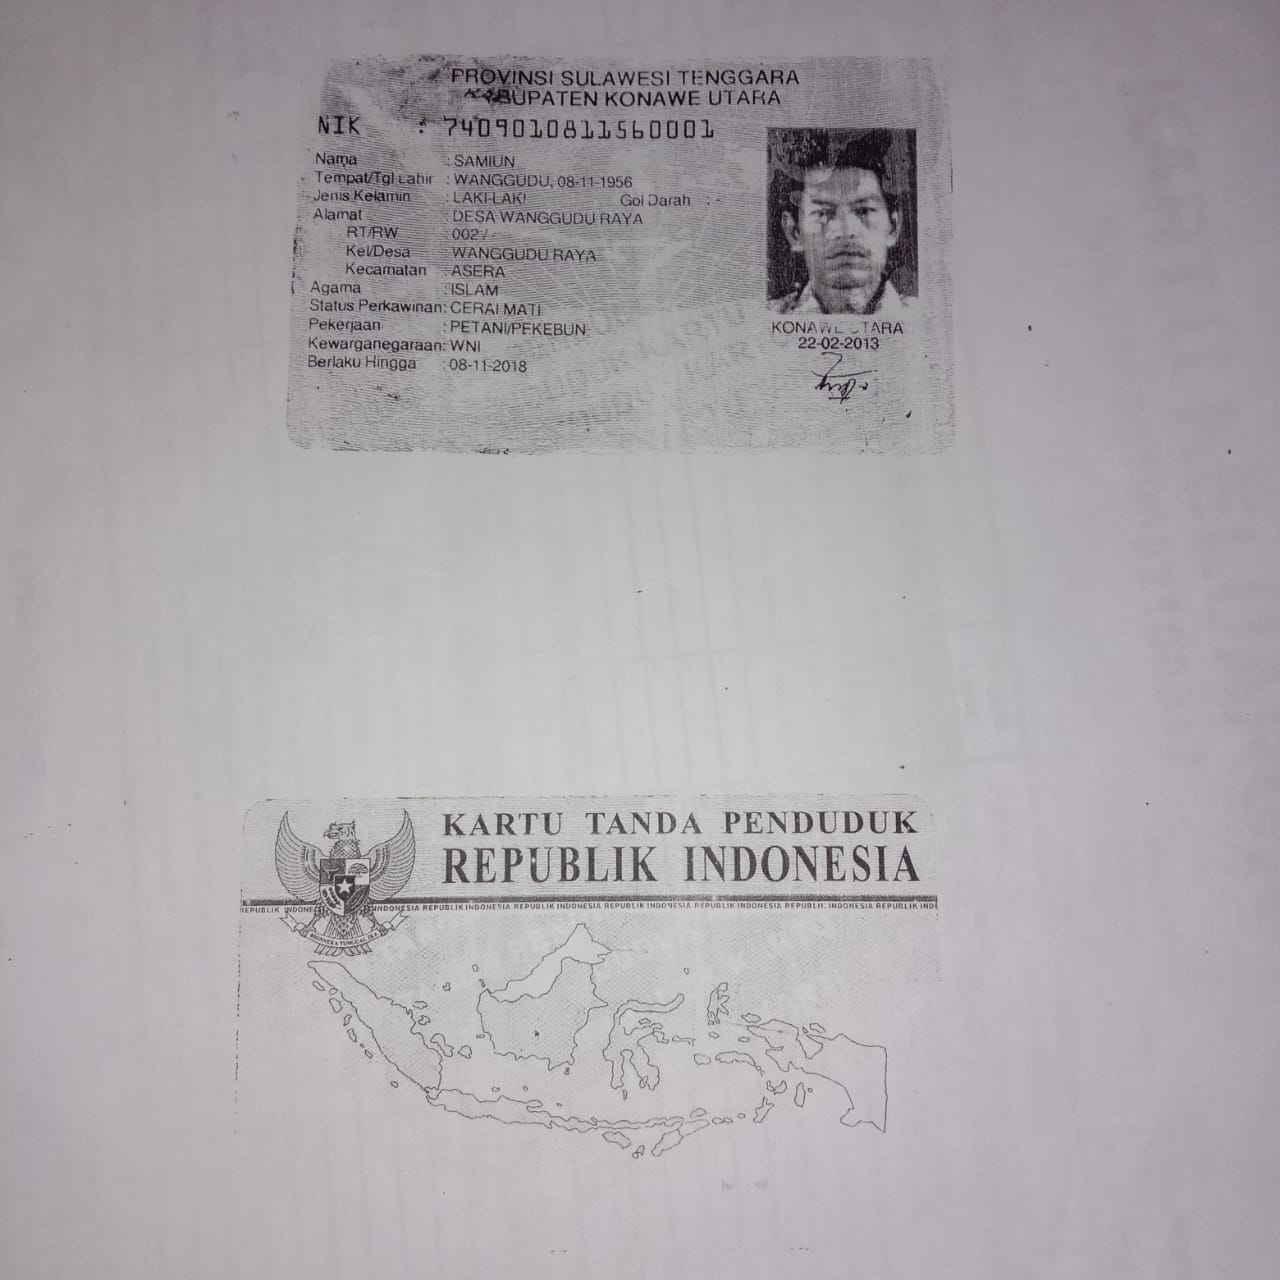 PROVINSI SULAWESI TENGGARA
KABUPATEN KONAWE UTARA
NIK : 7409010811560001
Nama : SAMIUN
Tempat/Tgl Lahir : WANGGUDU, 08-11-1956
Jenis Kelamin : LAKI-LAKI Gol Darah : -
Alamat : DESA WANGGUDU RAYA
RT/RW : 002 / -
Kel/Desa : WANGGUDU RAYA
Kecamatan : ASERA
Agama : ISLAM
Status Perkawinan: CERAI MATI
Pekerjaan : PETANI/PEKEBUN
Kewarganegaraan: WNI
Berlaku Hingga : 08-11-2018
KONAWE UTARA
22-02-2013
KARTU TANDA PENDUDUK
REPUBLIK INDONESIA
REPUBLIK INDONESIA REPUBLIK INDONESIA REPUBLIK INDONESIA REPUBLIK INDONESIA REPUBLIK INDONESIA REPUBLIK INDONESIA REPUBLIK IND
BHINNEKA TUNGGAL IKA